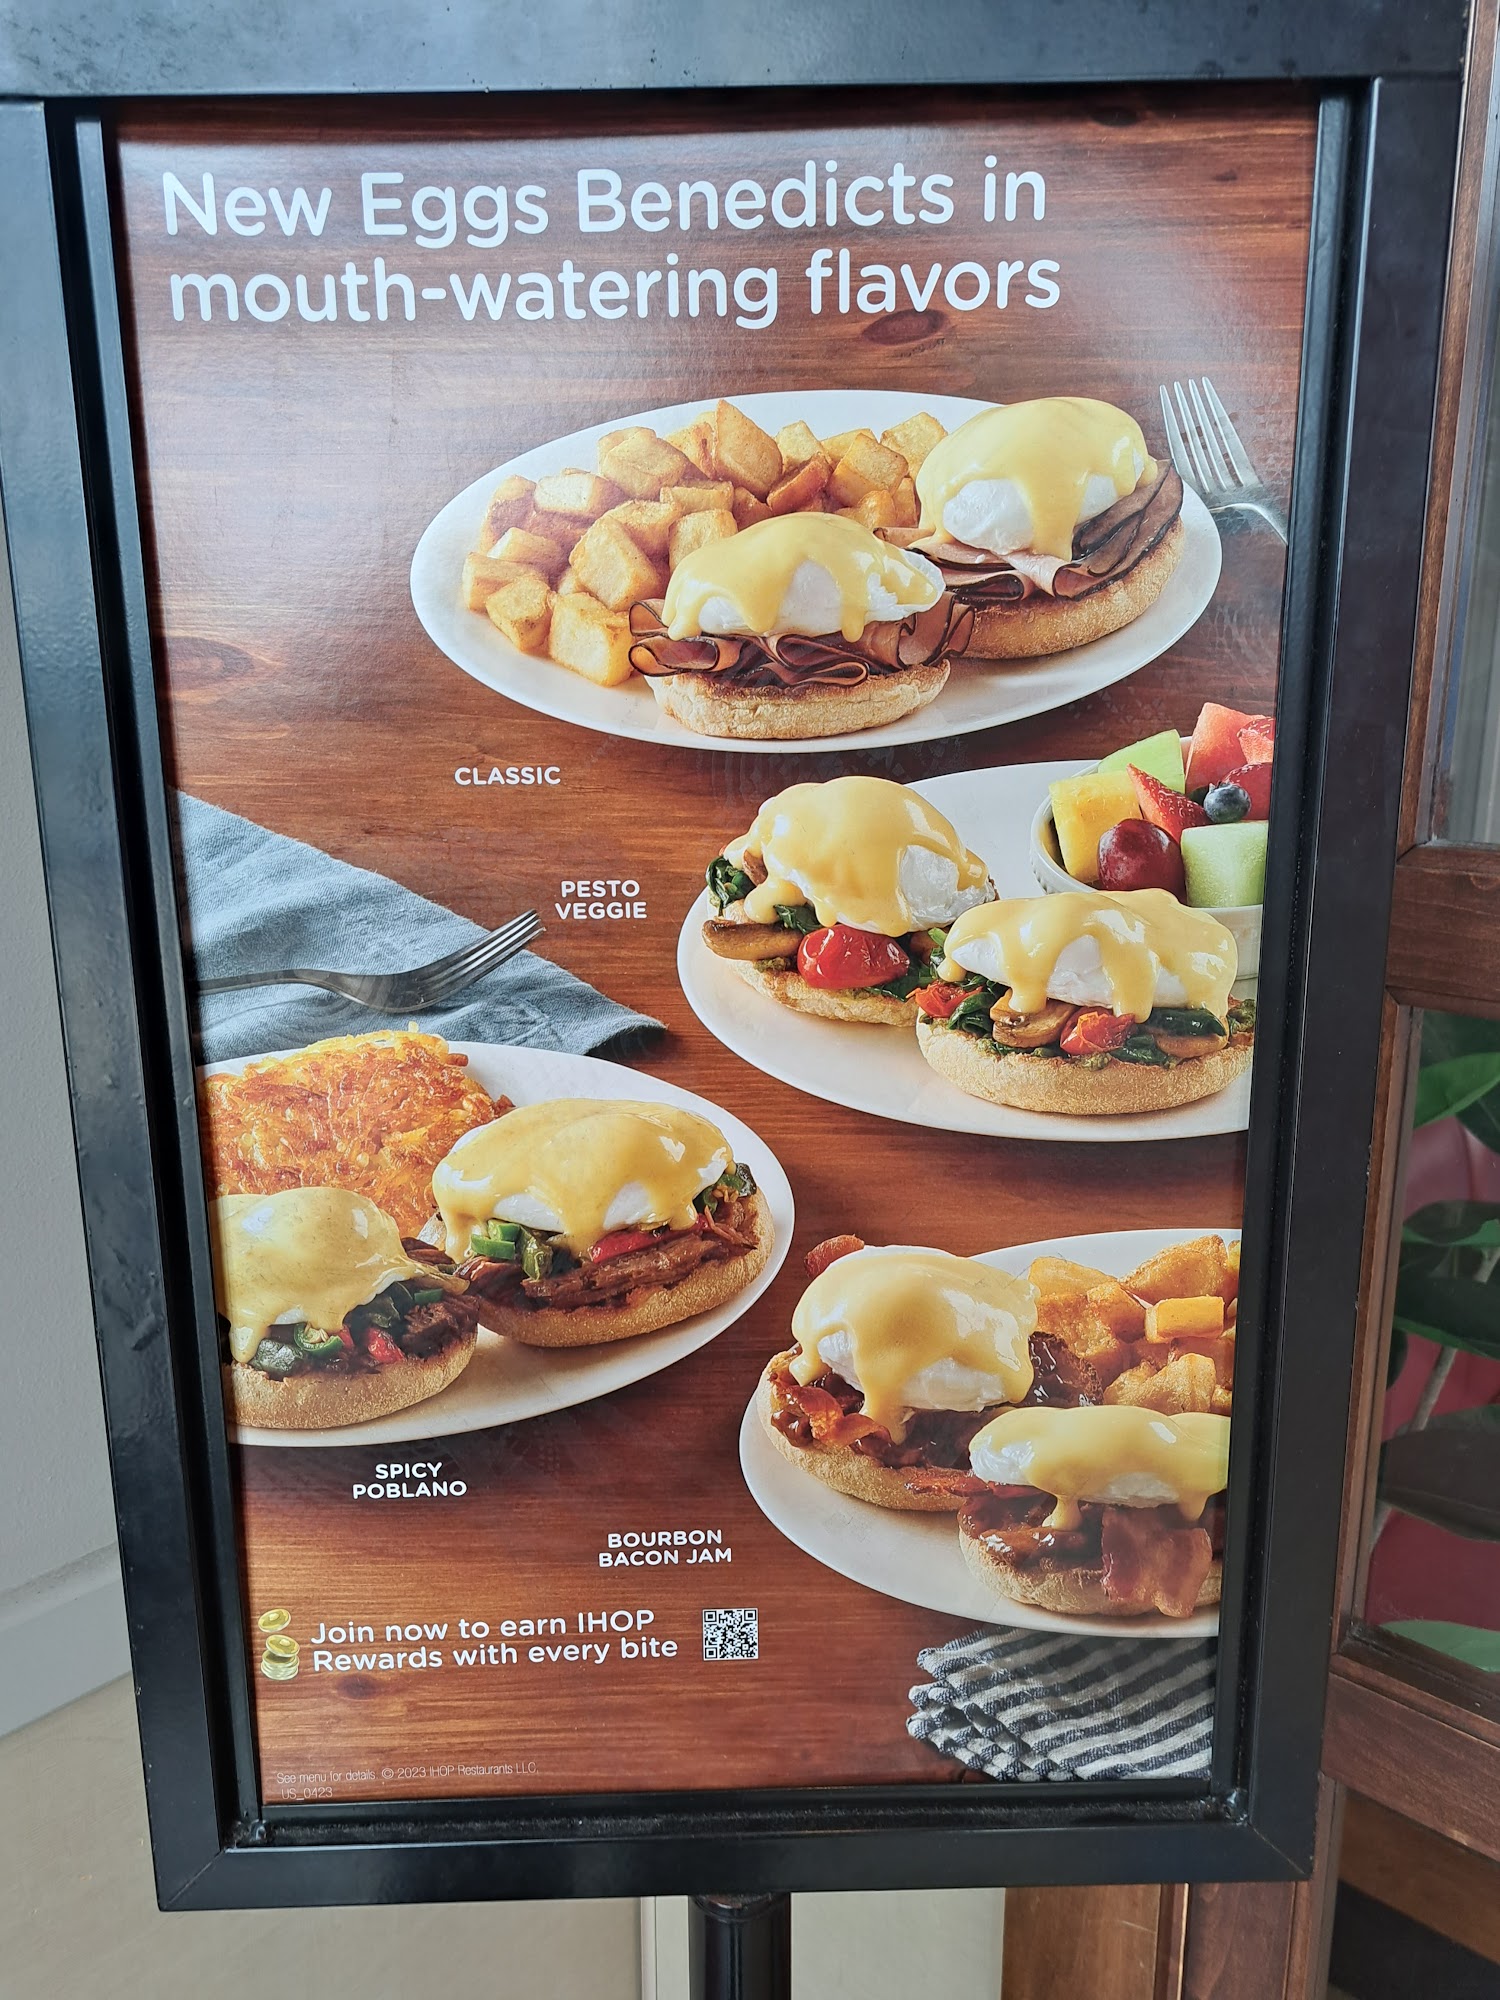 New Eggs Benedicts in
mouth-watering flavors
CLASSIC
PESTO
VEGGIE
SPICY
POBLANO
BOURBON
BACON JAM
Join now to earn IHOP
Rewards with every bite
See menu for details © 2023 IHOP Restaurants LLC
US_0423